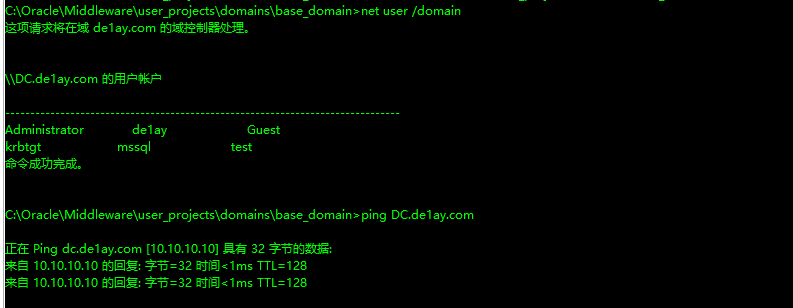 C:\Oracle\Middleware\user_projects\domains\base_domain>net user /domain
这项请求将在域 de1ay.com 的域控制器处理。
\\DC.de1ay.com 的用户帐户
-------------------------------------------------------------------------------
Administrator de1ay Guest
krbtgt mssql test
命令成功完成。
C:\Oracle\Middleware\user_projects\domains\base_domain>ping DC.de1ay.com
正在 Ping dc.de1ay.com [10.10.10.10] 具有 32 字节的数据:
来自 10.10.10.10 的回复: 字节=32 时间<1ms TTL=128
来自 10.10.10.10 的回复: 字节=32 时间<1ms TTL=128